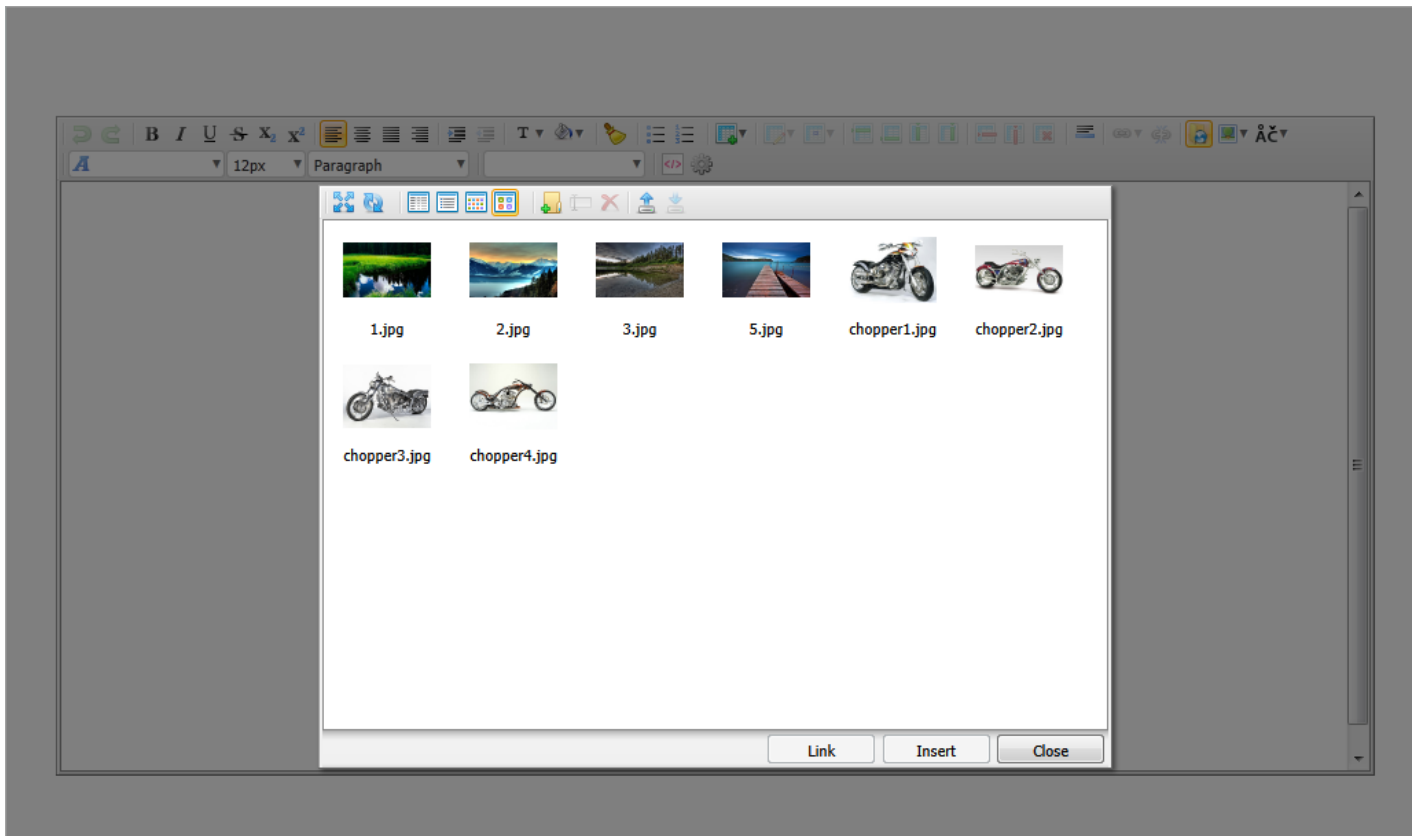 B I U S X₂ X² T ÅČ
A 12px Paragraph </>
1.jpg 2.jpg 3.jpg 5.jpg chopper1.jpg chopper2.jpg
chopper3.jpg chopper4.jpg
Link Insert Close